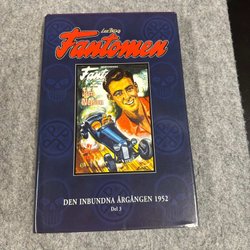 Lee Falk
Fantomen
DEN INBUNDNA ÅRGÅNGEN 1952
Del 3